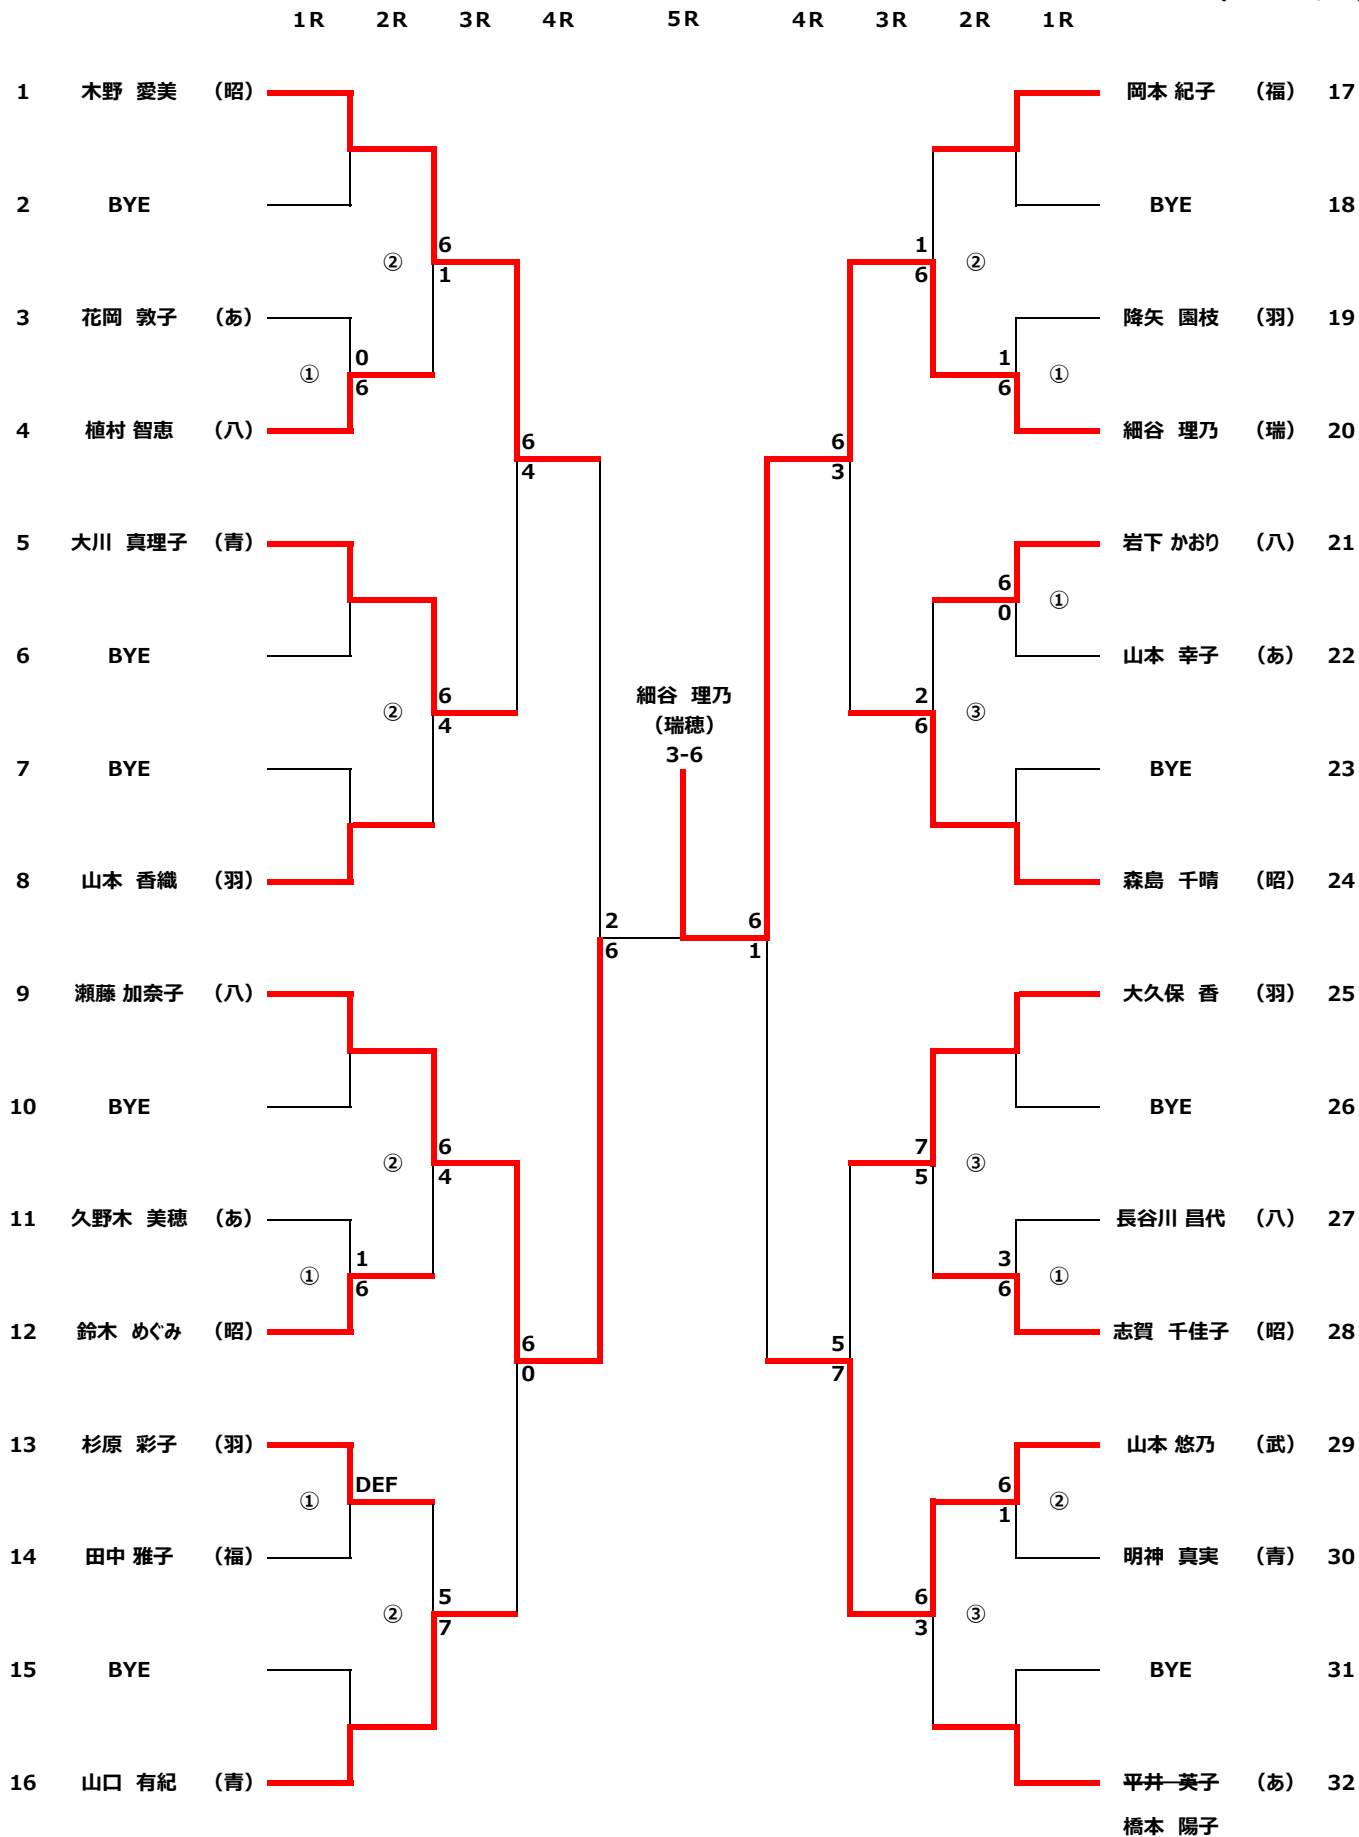 1R 2R 3R 4R 5R 4R 3R 2R 1R
1 木野 愛美 （昭） 岡本 紀子 （福） 17
2 BYE BYE 18
6 1
② ②
1 6
3 花岡 敦子 （あ） 降矢 園枝 （羽） 19
0 1
① ①
6 6
4 植村 智恵 （八） 細谷 理乃 （瑞） 20
6 6
4 3
5 大川 真理子 （青） 岩下 かおり （八） 21
6
①
0
6 BYE 山本 幸子 （あ） 22
細谷 理乃
6 2
② ③
（瑞穂）
4 6
3-6
7 BYE BYE 23
8 山本 香織 （羽） 森島 千晴 （昭） 24
2 6
6 1
9 瀬藤 加奈子 （八） 大久保 香 （羽） 25
10 BYE BYE 26
6 7
② ③
4 5
11 久野木 美穂 （あ） 長谷川 昌代 （八） 27
1 3
① ①
6 6
12 鈴木 めぐみ （昭） 志賀 千佳子 （昭） 28
6 5
0 7
13 杉原 彩子 （羽） 山本 悠乃 （武） 29
DEF 6
① ②
1
14 田中 雅子 （福） 明神 真実 （青） 30
5 6
② ③
7 3
15 BYE BYE 31
16 山口 有紀 （青） 平井 英子 （あ） 32
橋本 陽子